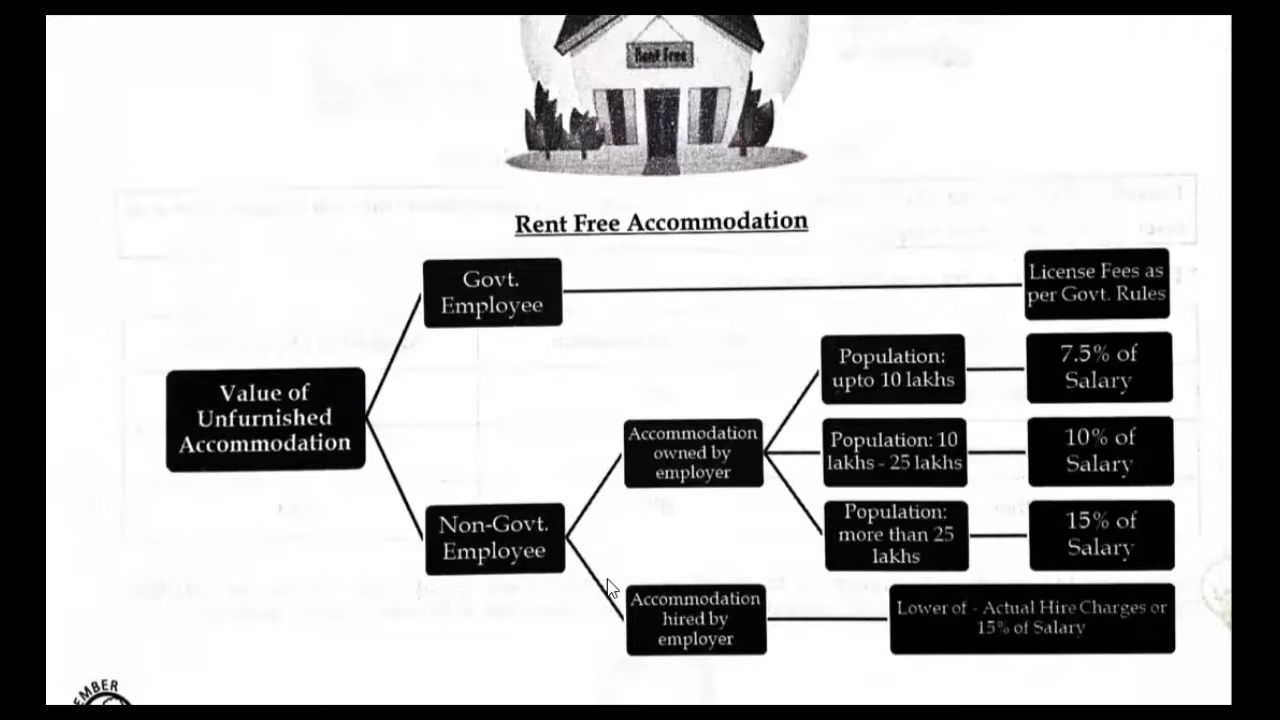 Rent Free
Rent Free Accommodation
Govt.
Employee
License Fees as
per Govt. Rules
Value of
Unfurnished
Accommodation
Non-Govt.
Employee
Accommodation
owned by
employer
Population:
upto 10 lakhs
7.5% of
Salary
Population: 10
lakhs - 25 lakhs
10% of
Salary
Population:
more than 25
lakhs
15% of
Salary
Accommodation
hired by
employer
Lower of - Actual Hire Charges or
15% of Salary